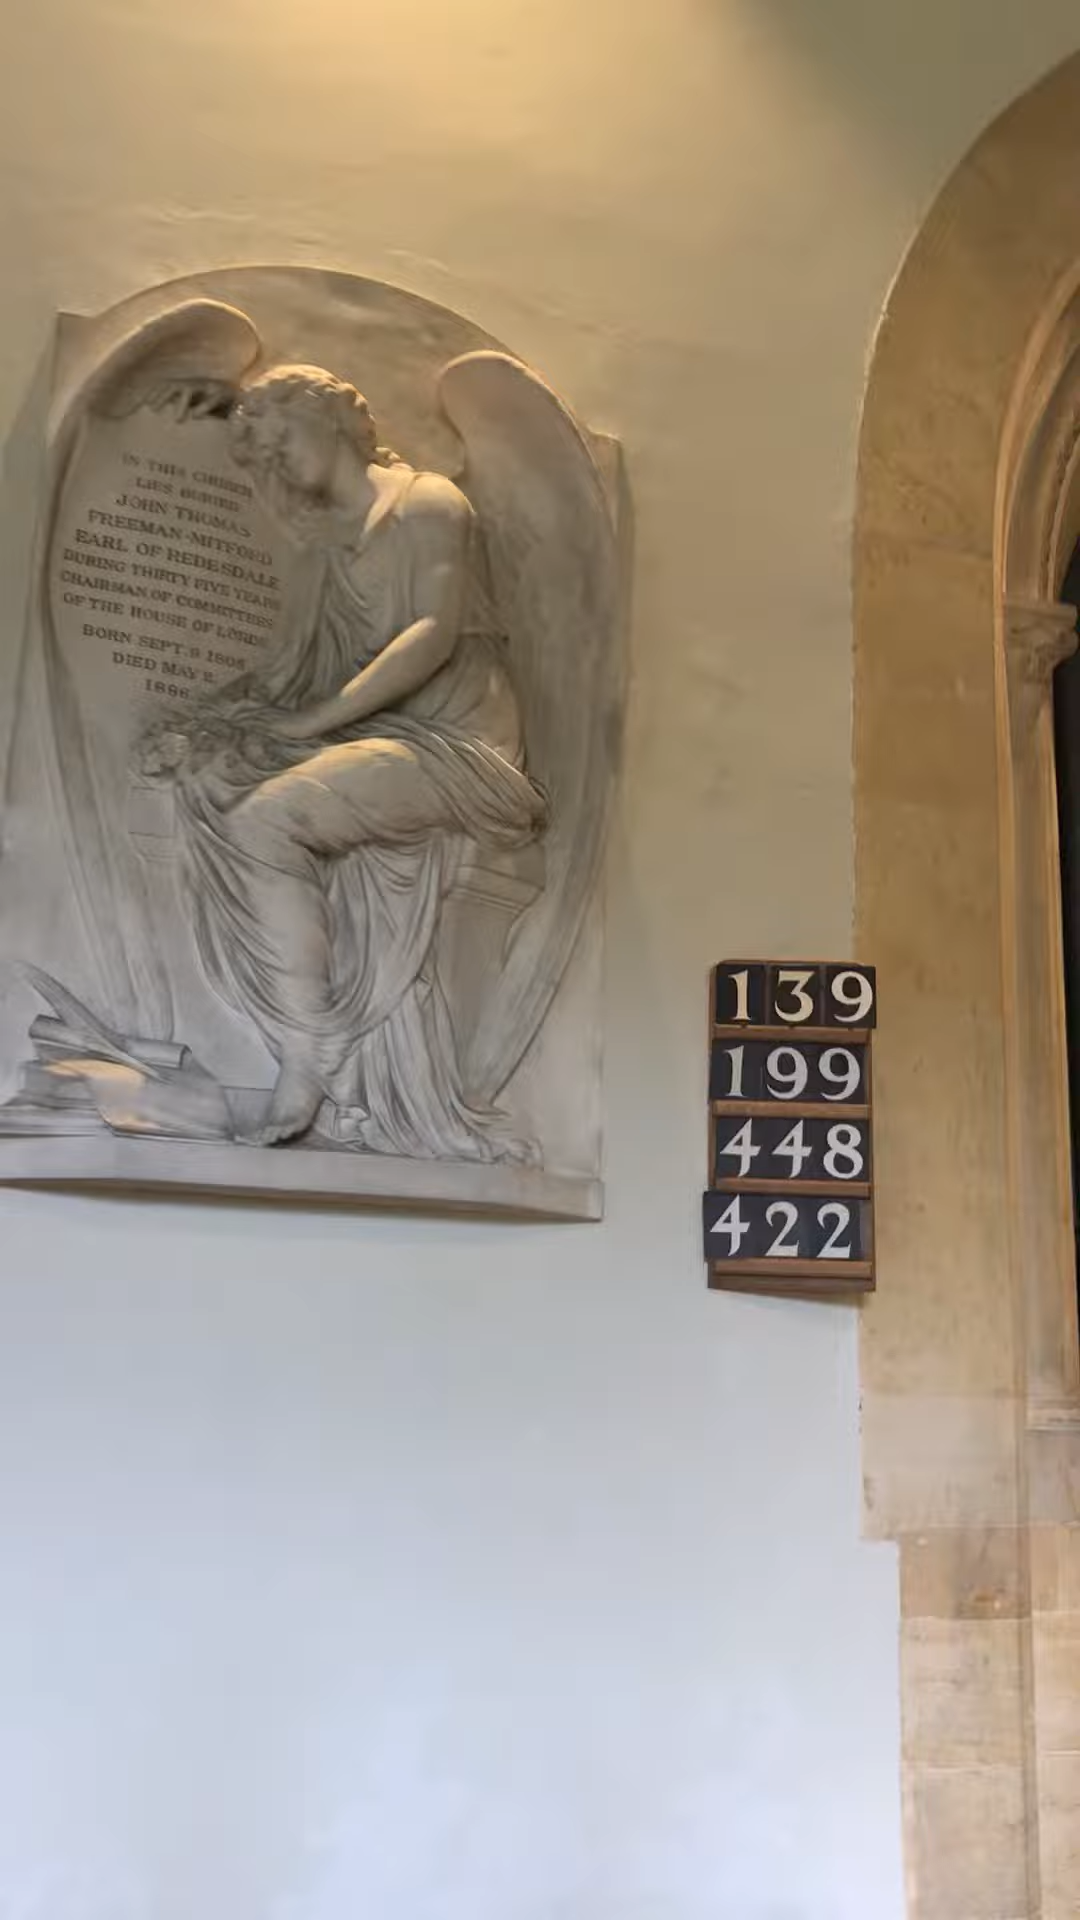 IN THIS CHURCH
LIES BURIED
JOHN THOMAS
FREEMAN-MITFORD
EARL OF REDESDALE
DURING THIRTY FIVE YEARS
CHAIRMAN OF COMMITTEES
OF THE HOUSE OF LORDS
BORN SEPT. 9 1805
DIED MAY 2
1886
139
199
448
422